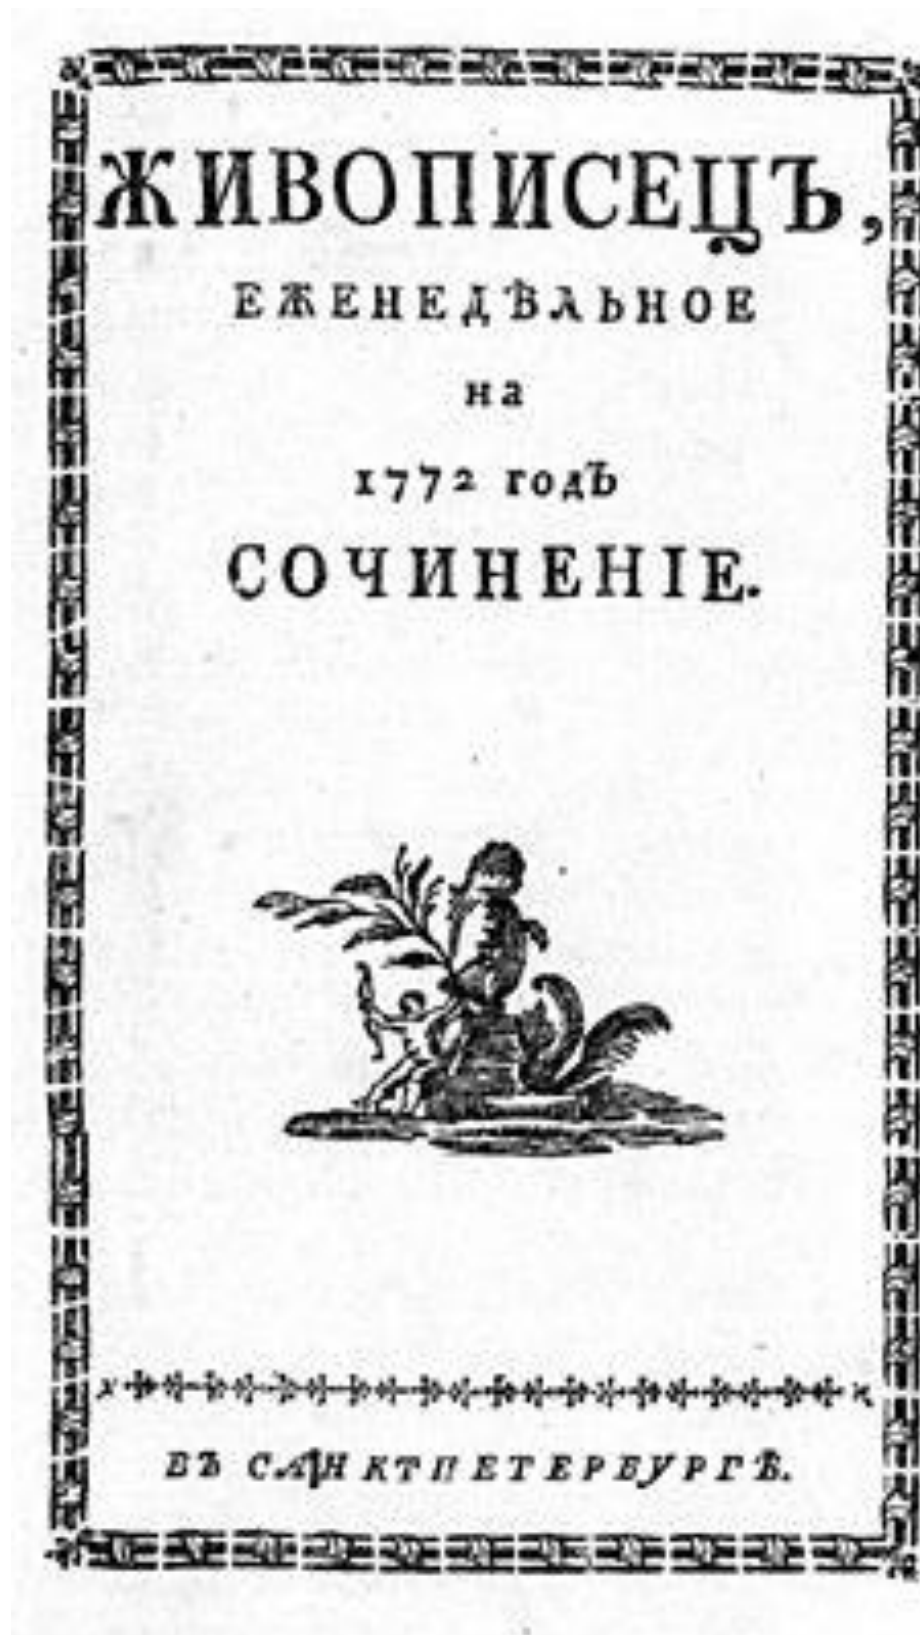 ЖИВОПИСЕЦЪ,
ЕЖЕНЕДѢЛЬНОЕ
на
1772 годЪ
СОЧИНЕНІЕ.
ВЪ САНКТПЕТЕРБУРГѢ.